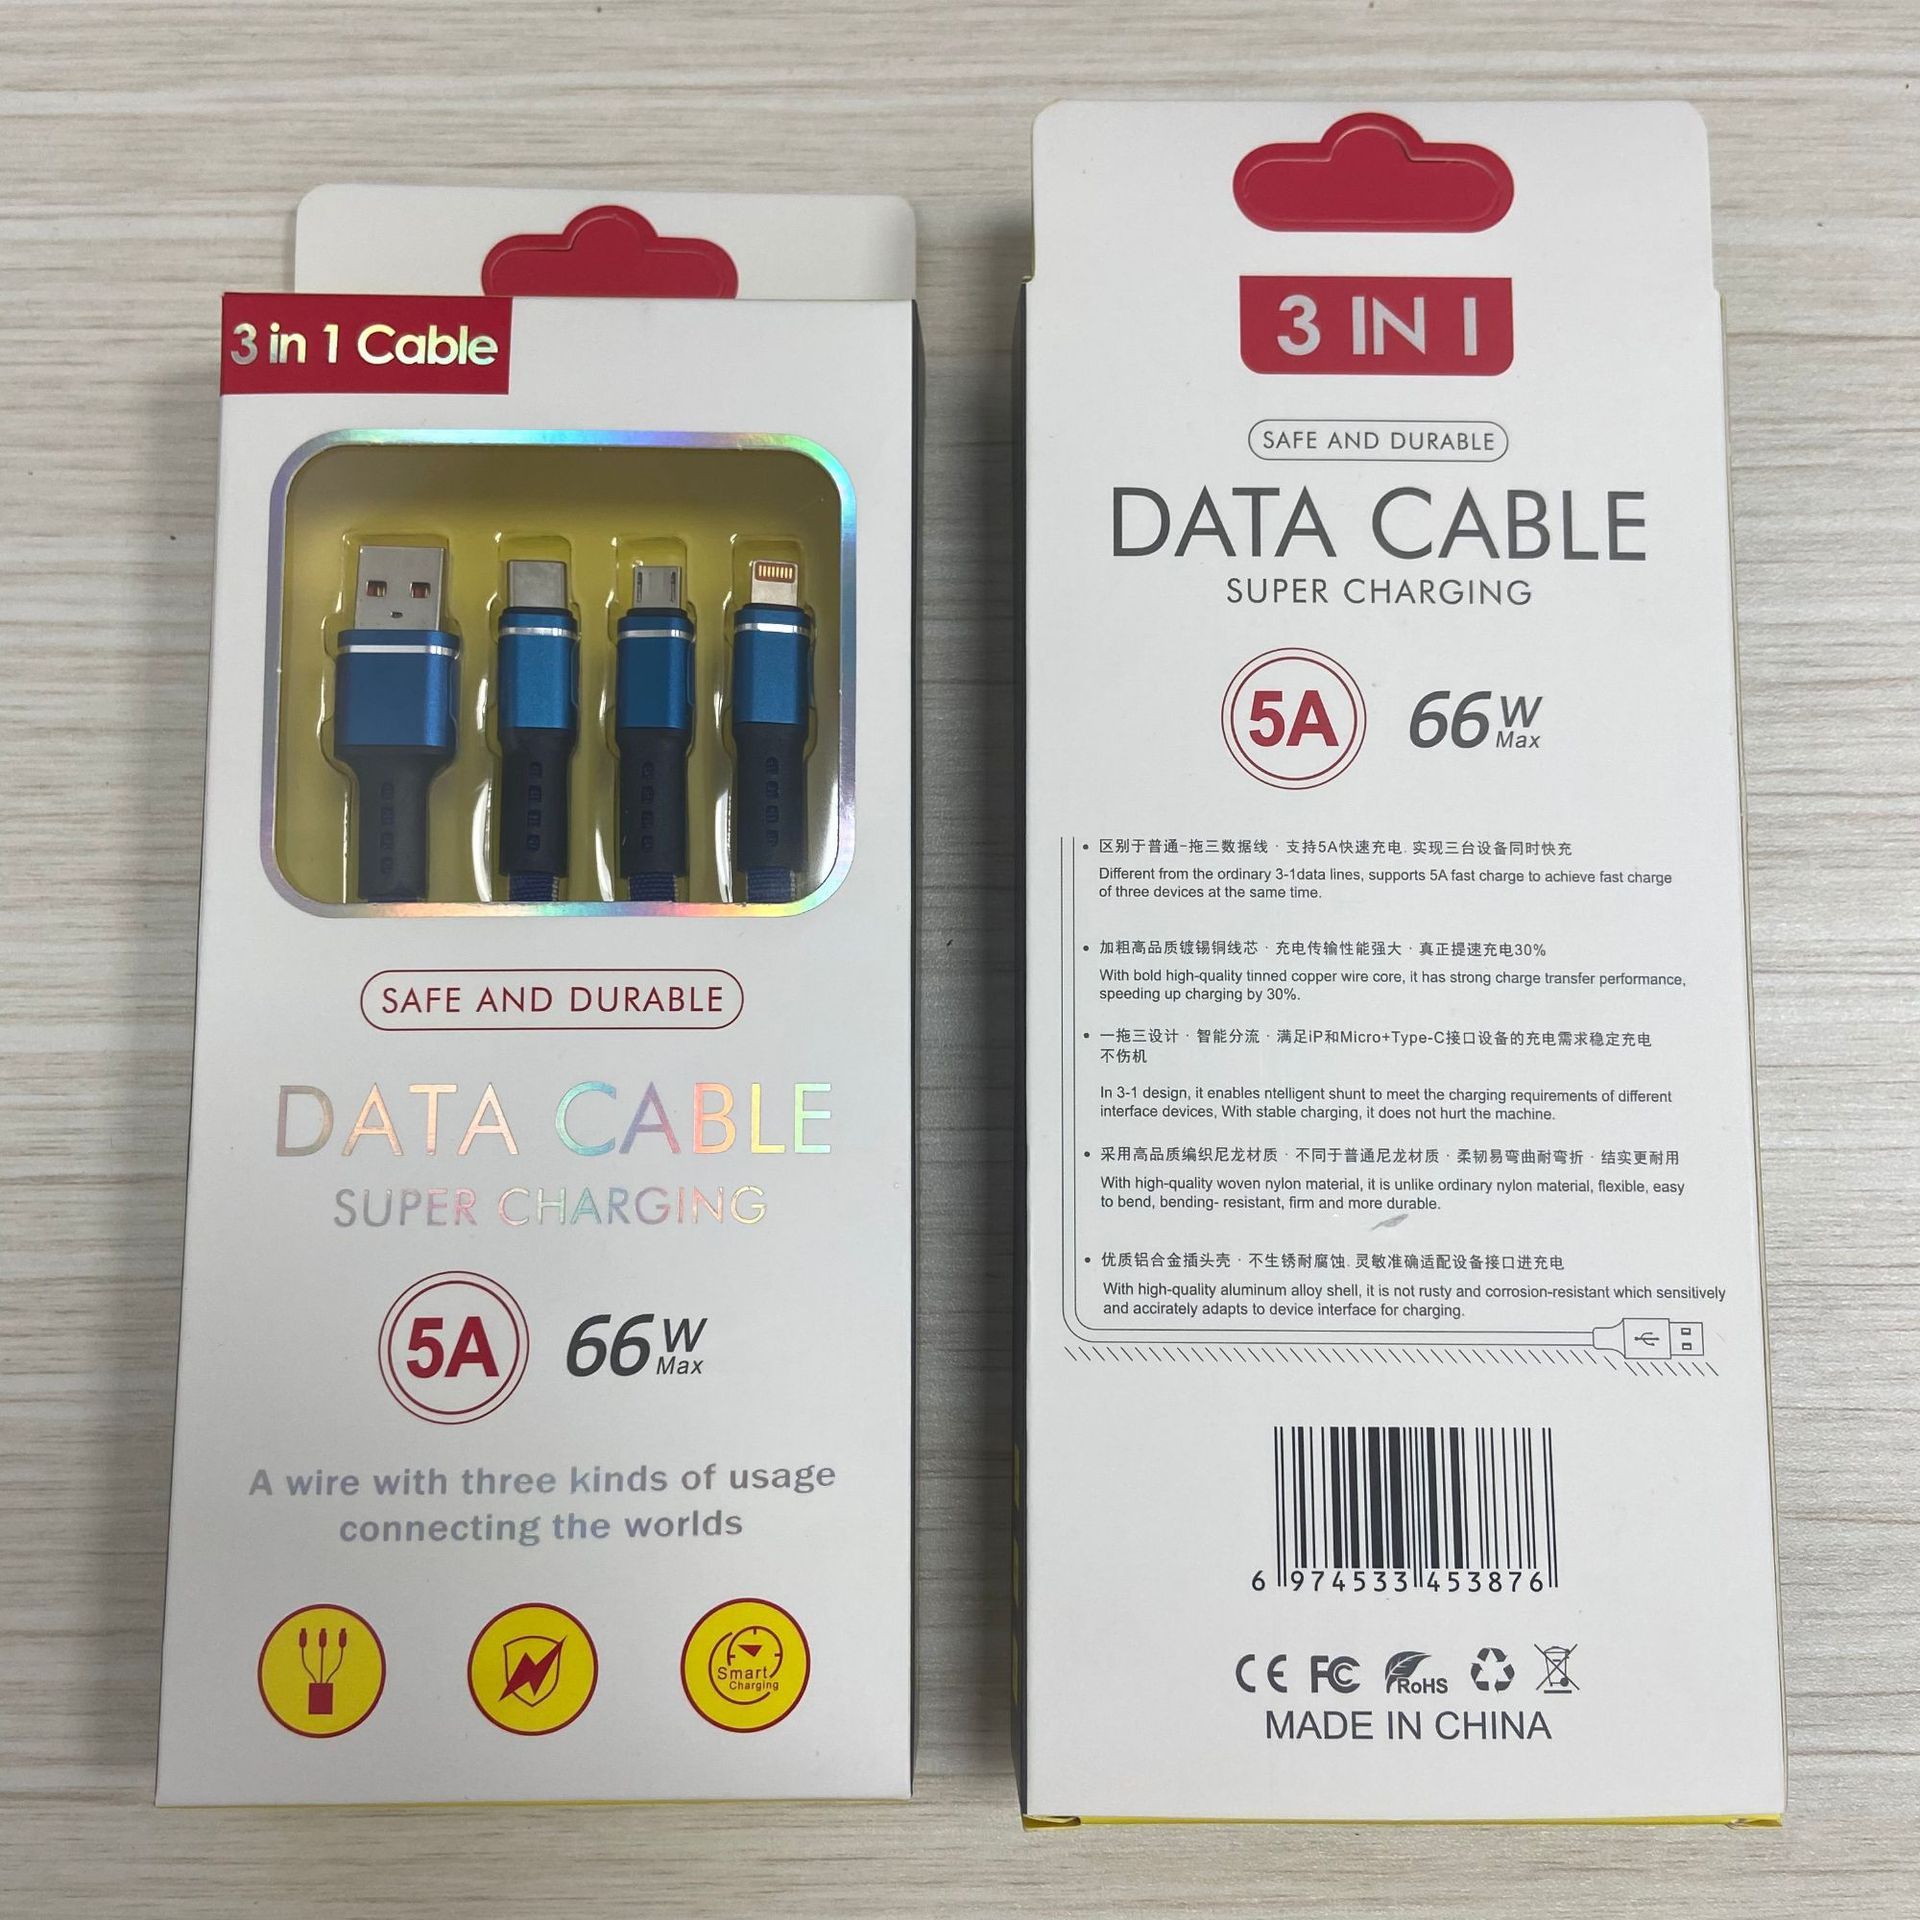 3 in 1 Cable
SAFE AND DURABLE
DATA CABLE
SUPER CHARGING
5A 66W Max
A wire with three kinds of usage
connecting the worlds
Smart
Charging
3 IN 1
SAFE AND DURABLE
DATA CABLE
SUPER CHARGING
5A 66W Max
• 区别于普通-拖三数据线 · 支持5A快速充电. 实现三台设备同时快充
Different from the ordinary 3-1data lines, supports 5A fast charge to achieve fast charge
of three devices at the same time.
• 加粗高品质镀锡铜线芯 · 充电传输性能强大 · 真正提速充电30%
With bold high-quality tinned copper wire core, it has strong charge transfer performance,
speeding up charging by 30%.
• 一拖三设计 · 智能分流 · 满足iP和Micro+Type-C接口设备的充电需求稳定充电
不伤机
In 3-1 design, it enables ntelligent shunt to meet the charging requirements of different
interface devices, With stable charging, it does not hurt the machine.
• 采用高品质编织尼龙材质 · 不同于普通尼龙材质 · 柔韧易弯曲耐弯折 · 结实更耐用
With high-quality woven nylon material, it is unlike ordinary nylon material, flexible, easy
to bend, bending- resistant, firm and more durable.
• 优质铝合金插头壳 · 不生锈耐腐蚀. 灵敏准确适配设备接口进充电
With high-quality aluminum alloy shell, it is not rusty and corrosion-resistant which sensitively
and accirately adapts to device interface for charging.
6 974533 453876
CE FC RoHS
MADE IN CHINA